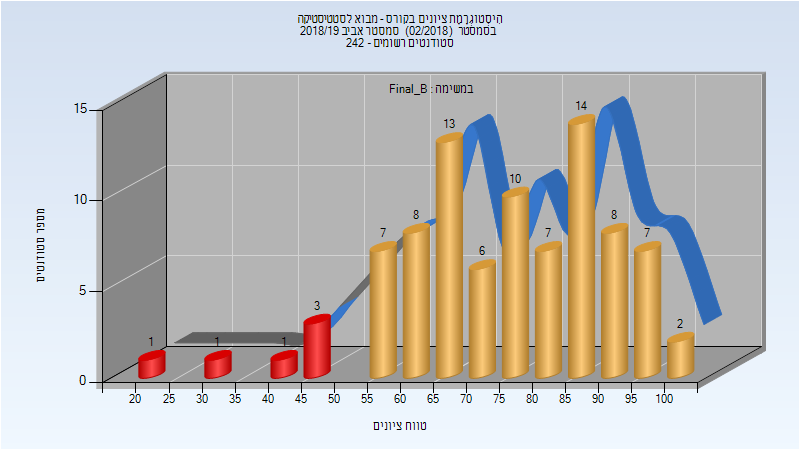 היסטוגרמת ציונים בקורס - מבוא לסטטיסטיקה
בסמסטר (02/2018) סמסטר אביב 2018/19
סטודנטים רשומים - 242
במשימה : Final_B
מספר סטודנטים
15
10
5
0
1
1
1
3
7
8
13
6
10
7
14
8
7
2
20 25 30 35 40 45 50 55 60 65 70 75 80 85 90 95 100
טווח ציונים